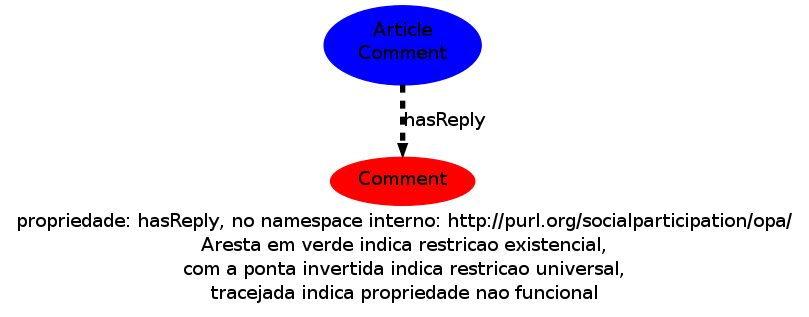 Article
Comment
hasReply
Comment
propriedade: hasReply, no namespace interno: http://purl.org/socialparticipation/opa/
Aresta em verde indica restricao existencial,
com a ponta invertida indica restricao universal,
tracejada indica propriedade nao funcional